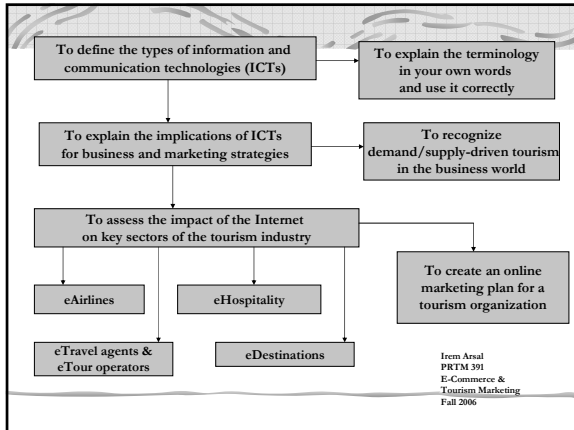 To define the types of information and
communication technologies (ICTs)
To explain the terminology
in your own words
and use it correctly
To explain the implications of ICTs
for business and marketing strategies
To recognize
demand/supply-driven tourism
in the business world
To assess the impact of the Internet
on key sectors of the tourism industry
To create an online
marketing plan for a
tourism organization
eAirlines
eHospitality
eTravel agents &
eTour operators
eDestinations
Irem Arsal
PRTM 391
E-Commerce &
Tourism Marketing
Fall 2006